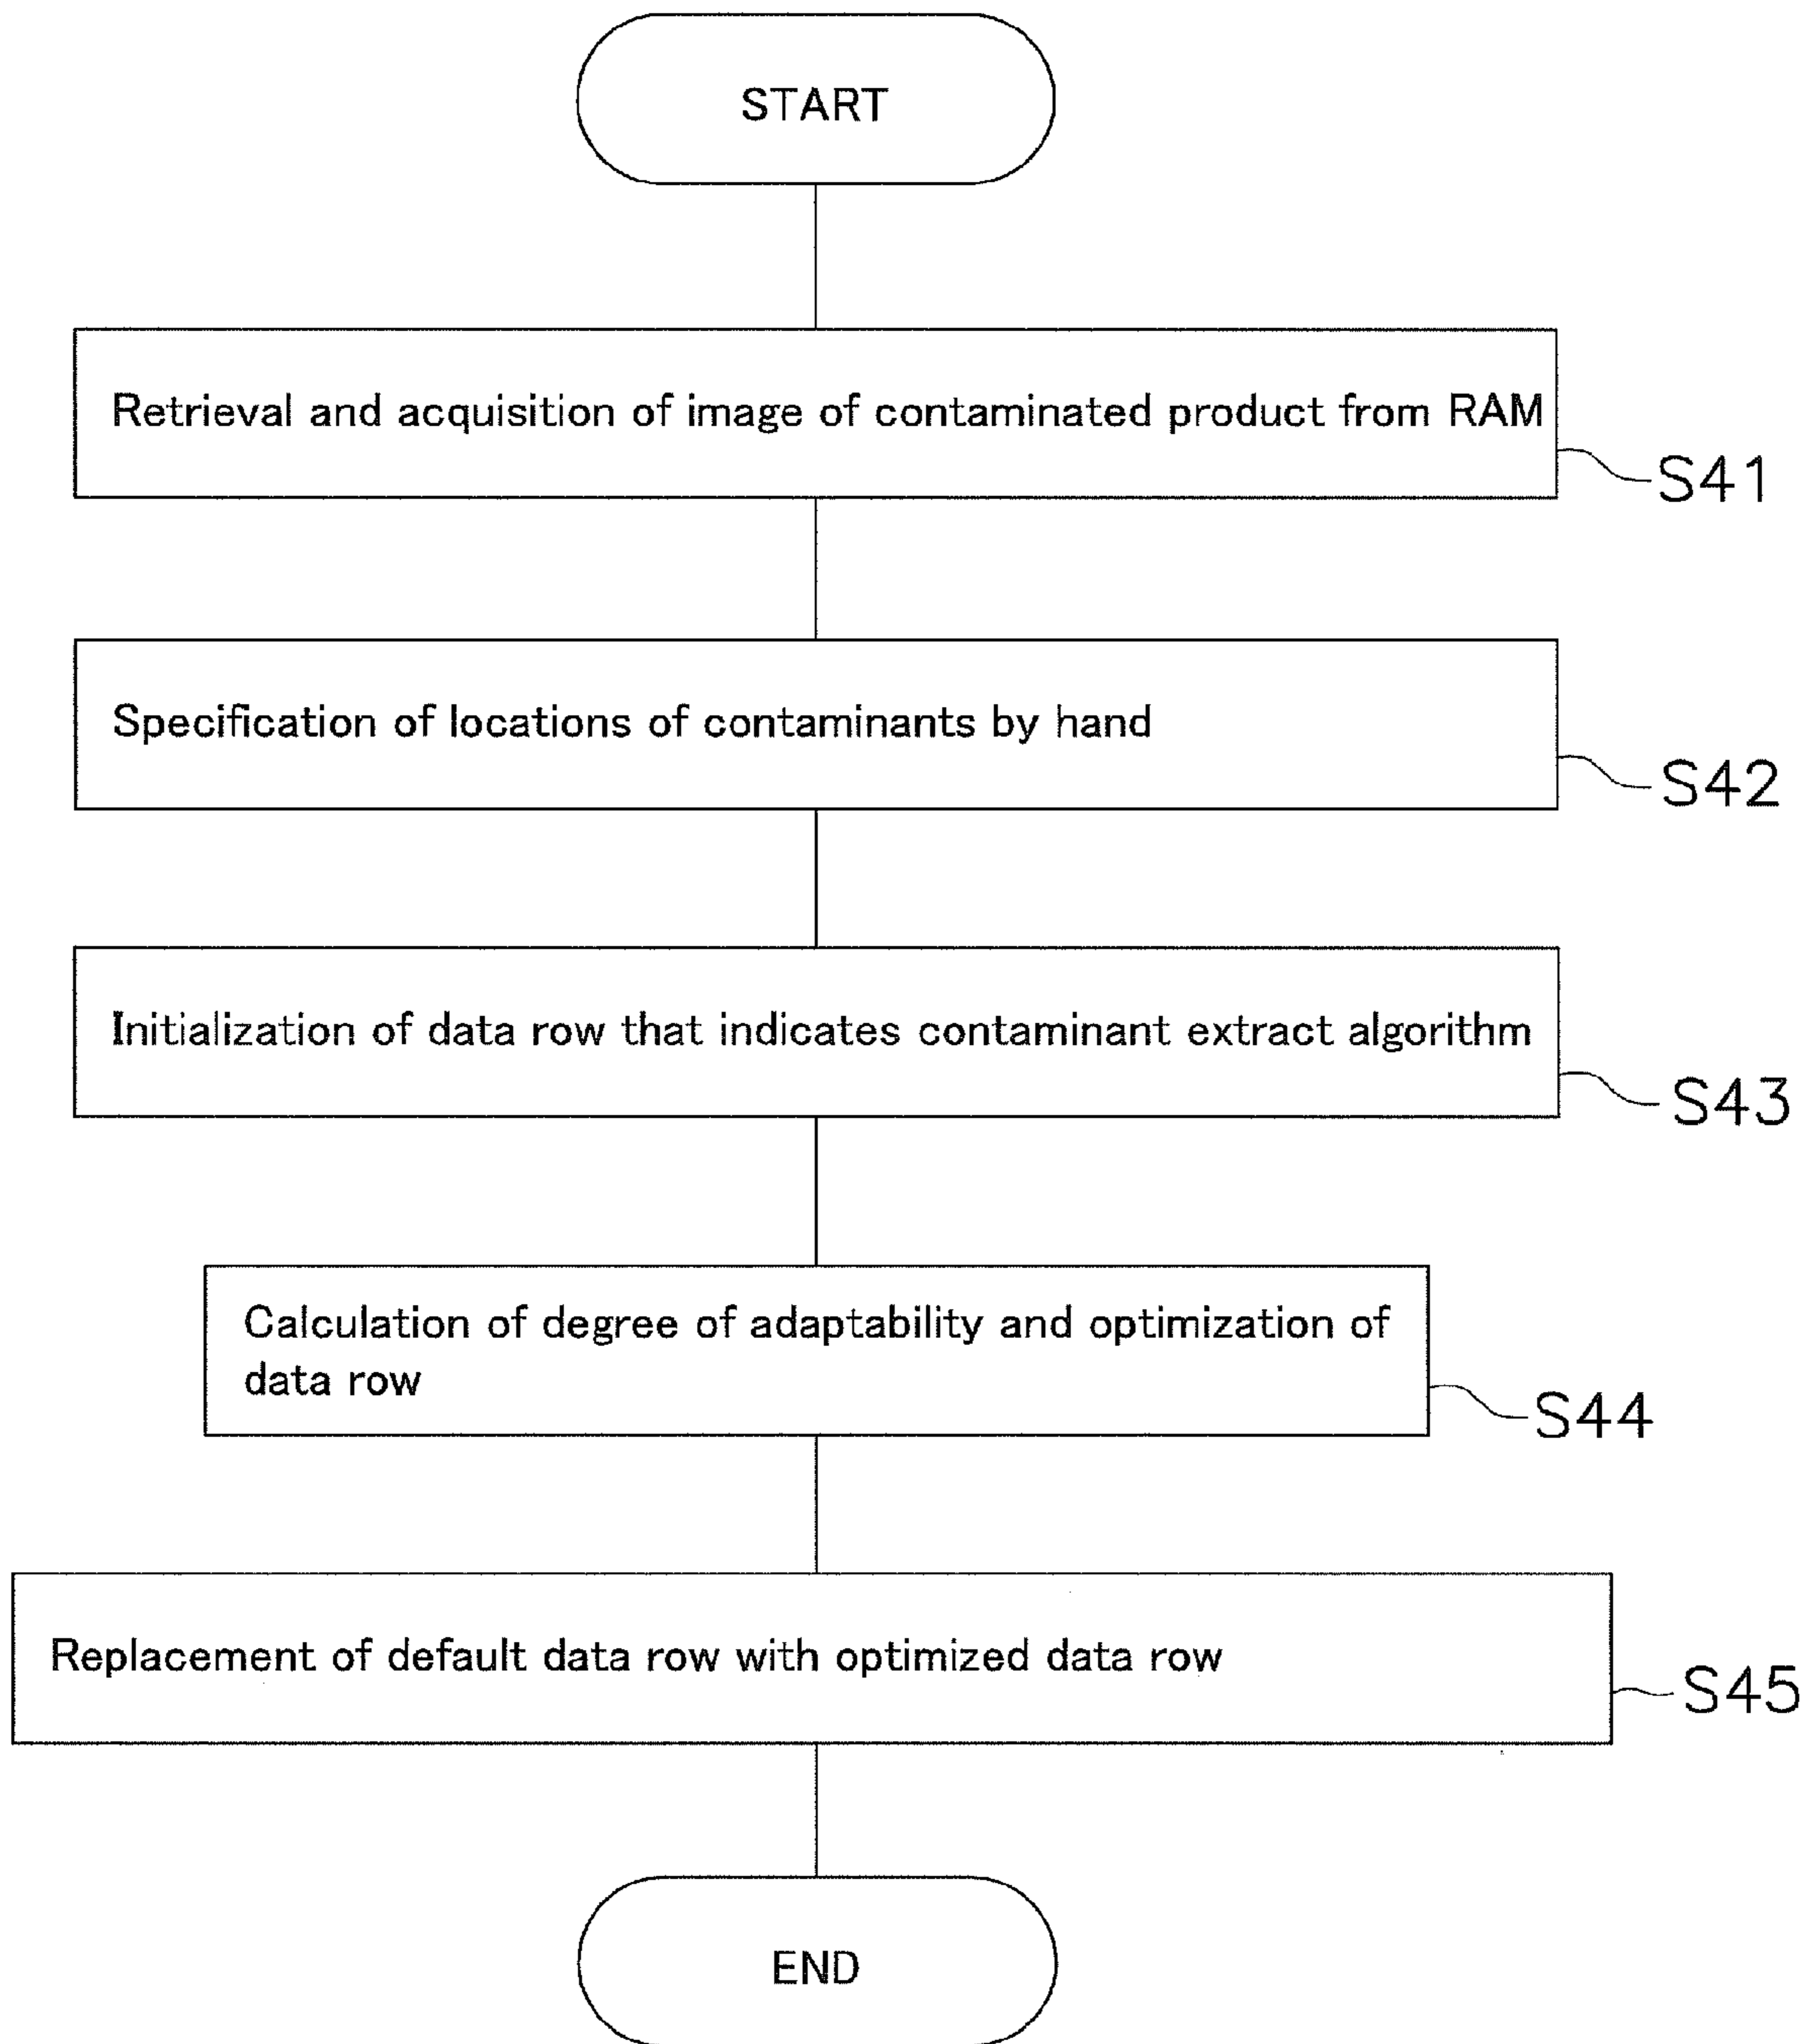 START
Retrieval and acquisition of image of contaminated product from RAM
S41
Specification of locations of contaminants by hand
S42
Initialization of data row that indicates contaminant extract algorithm
S43
Calculation of degree of adaptability and optimization of
data row
S44
Replacement of default data row with optimized data row
S45
END